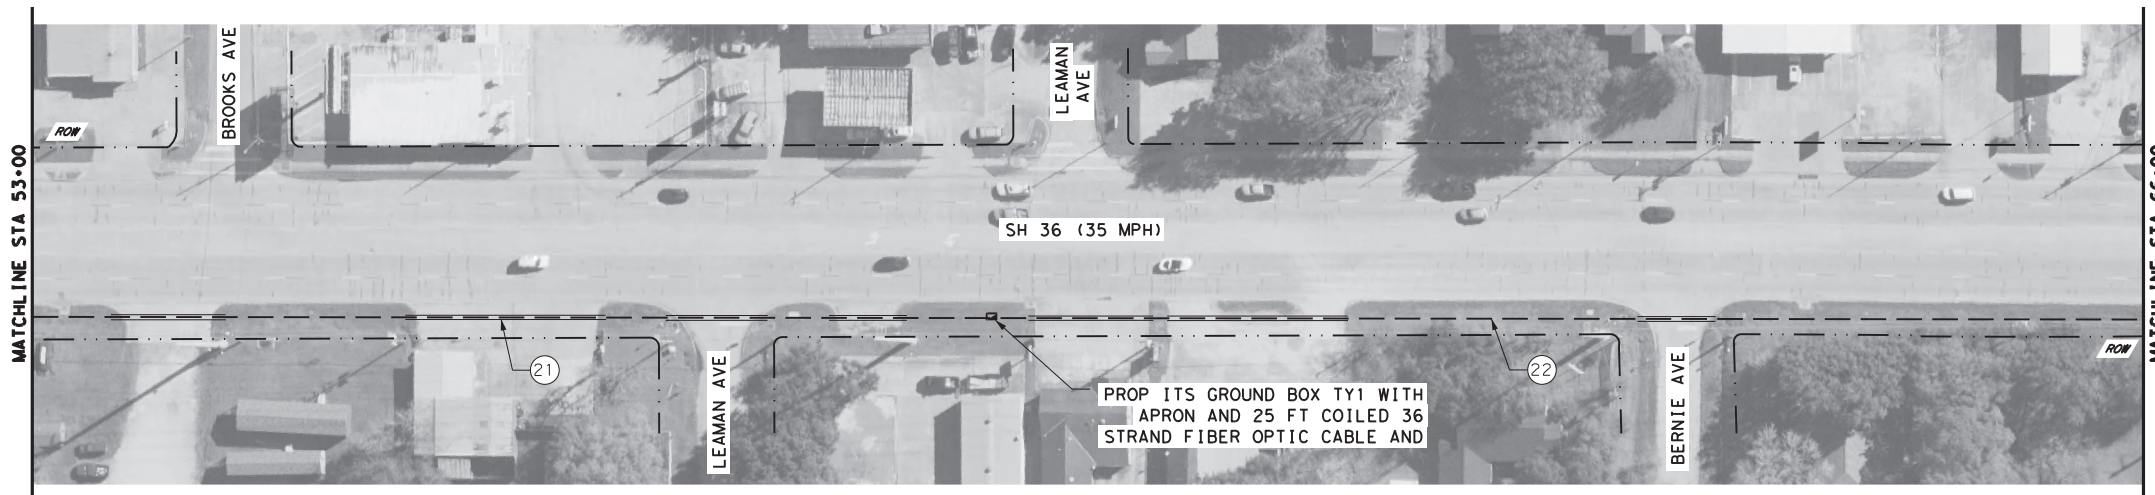 MATCHLINE STA 53+00
ROW
BROOKS AVE
LEAMAN
AVE
SH 36 (35 MPH)
21
LEAMAN AVE
PROP ITS GROUND BOX TY1 WITH
APRON AND 25 FT COILED 36
STRAND FIBER OPTIC CABLE AND
22
BERNIE AVE
ROW